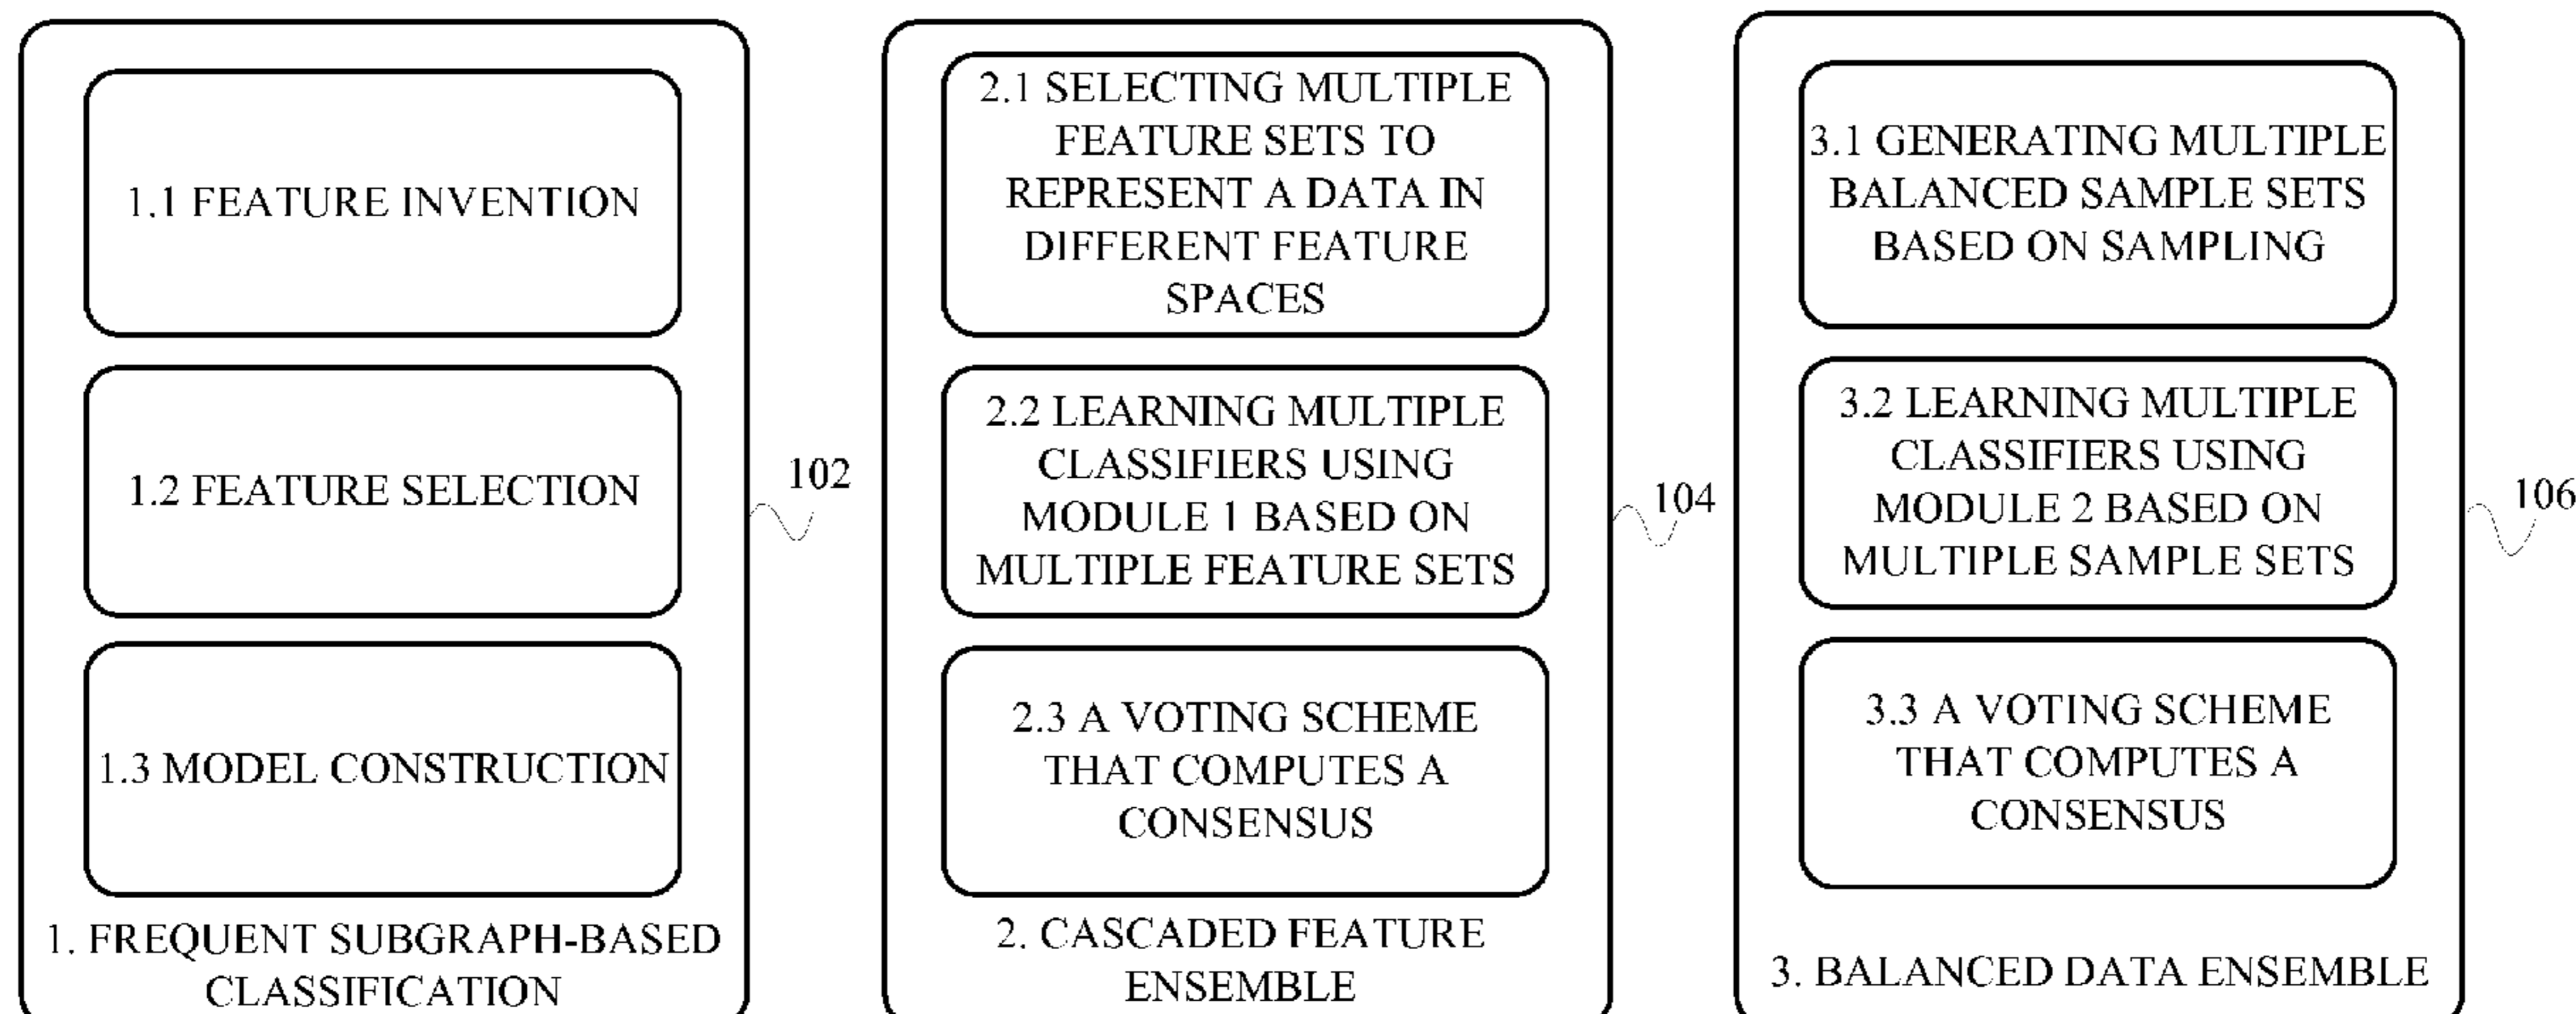 1.1 FEATURE INVENTION
1.2 FEATURE SELECTION
1.3 MODEL CONSTRUCTION
1. FREQUENT SUBGRAPH-BASED
CLASSIFICATION
102
2.1 SELECTING MULTIPLE
FEATURE SETS TO
REPRESENT A DATA IN
DIFFERENT FEATURE
SPACES
2.2 LEARNING MULTIPLE
CLASSIFIERS USING
MODULE 1 BASED ON
MULTIPLE FEATURE SETS
2.3 A VOTING SCHEME
THAT COMPUTES A
CONSENSUS
2. CASCADED FEATURE
ENSEMBLE
104
3.1 GENERATING MULTIPLE
BALANCED SAMPLE SETS
BASED ON SAMPLING
3.2 LEARNING MULTIPLE
CLASSIFIERS USING
MODULE 2 BASED ON
MULTIPLE SAMPLE SETS
3.3 A VOTING SCHEME
THAT COMPUTES A
CONSENSUS
3. BALANCED DATA ENSEMBLE
106